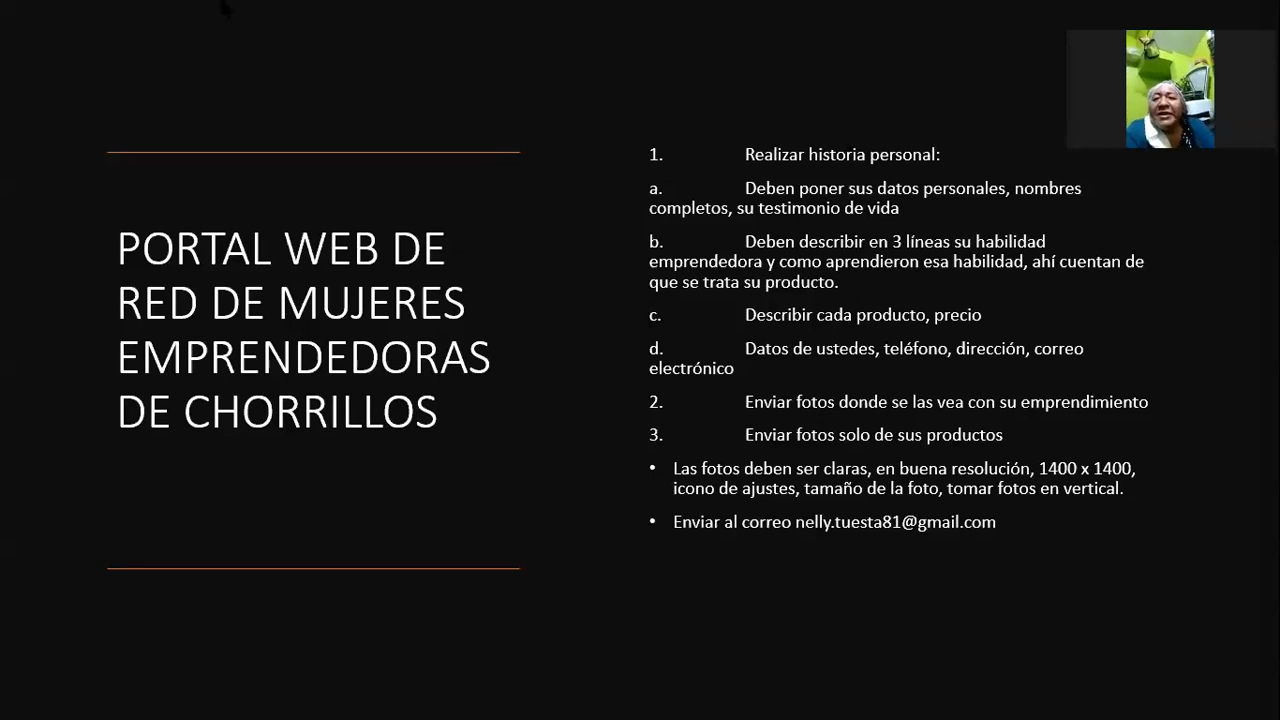 PORTAL WEB DE
RED DE MUJERES
EMPRENDEDORAS
DE CHORRILLOS
1. Realizar historia personal:
a. Deben poner sus datos personales, nombres
completos, su testimonio de vida
b. Deben describir en 3 líneas su habilidad
emprendedora y como aprendieron esa habilidad, ahí cuentan de
que se trata su producto.
c. Describir cada producto, precio
d. Datos de ustedes, teléfono, dirección, correo
electrónico
2. Enviar fotos donde se las vea con su emprendimiento
3. Enviar fotos solo de sus productos
• Las fotos deben ser claras, en buena resolución, 1400 x 1400,
icono de ajustes, tamaño de la foto, tomar fotos en vertical.
• Enviar al correo nelly.tuesta81@gmail.com